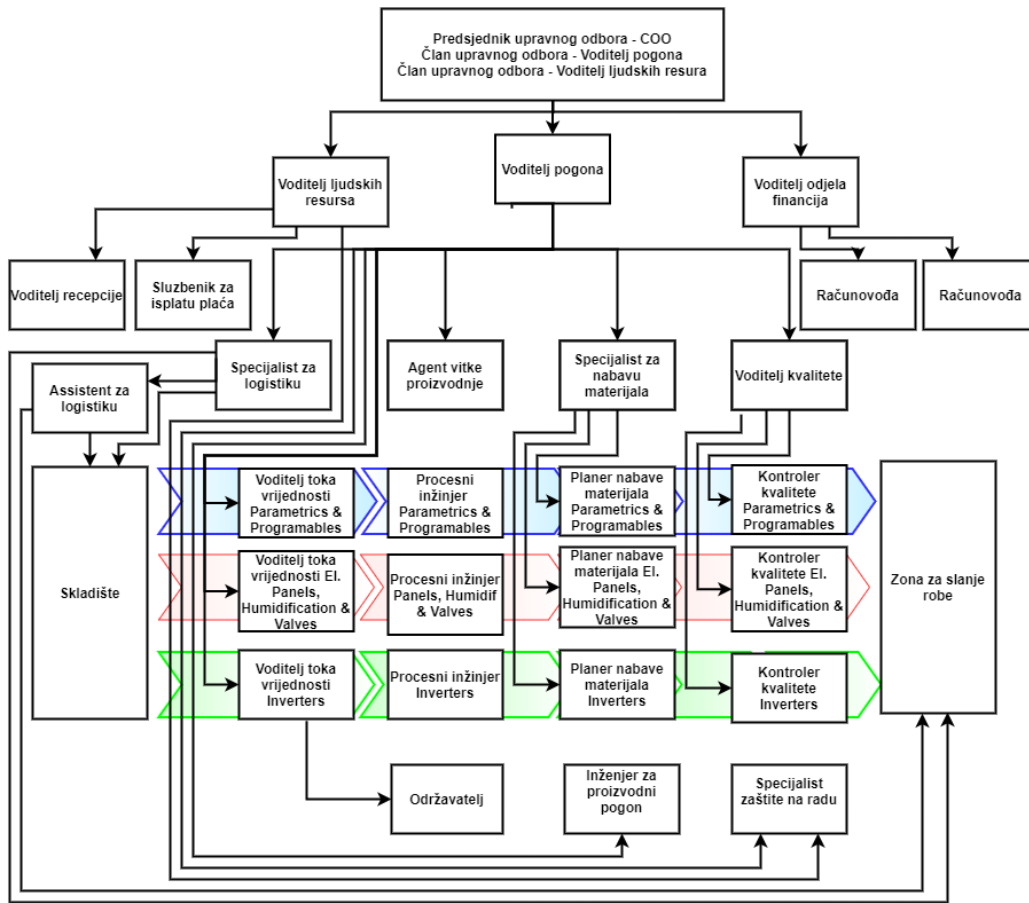 Predsjednik upravnog odbora - COO
Član upravnog odbora - Voditelj pogona
Član upravnog odbora - Voditelj ljudskih resura
Voditelj ljudskih
resursa
Voditelj pogona
Voditelj odjela
financija
Voditelj recepcije
Sluzbenik za
isplatu plaća
Računovođa
Računovođa
Assistent za
logistiku
Specijalist za
logistiku
Agent vitke
proizvodnje
Specijalist za
nabavu
materijala
Voditelj kvalitete
Skladište
Voditelj toka
vrijednosti
Parametrics &
Programables
Procesni
inžinjer
Parametrics &
Programables
Planer nabave
materijala
Parametrics &
Programables
Kontroler
kvalitete
Parametrics &
Programables
Voditelj toka
vrijednosti El.
Panels,
Humidification &
Valves
Procesni inžinjer
Panels, Humidif
& Valves
Planer nabave
materijala El.
Panels,
Humidification
& Valves
Kontroler
kvalitete El.
Panels,
Humidification &
Valves
Voditelj toka
vrijednosti
Inverters
Procesni inžinjer
Inverters
Planer nabave
materijala
Inverters
Kontroler
kvalitete
Inverters
Zona za slanje
robe
Održavatelj
Inženjer za
proizvodni
pogon
Specijalist
zaštite na radu